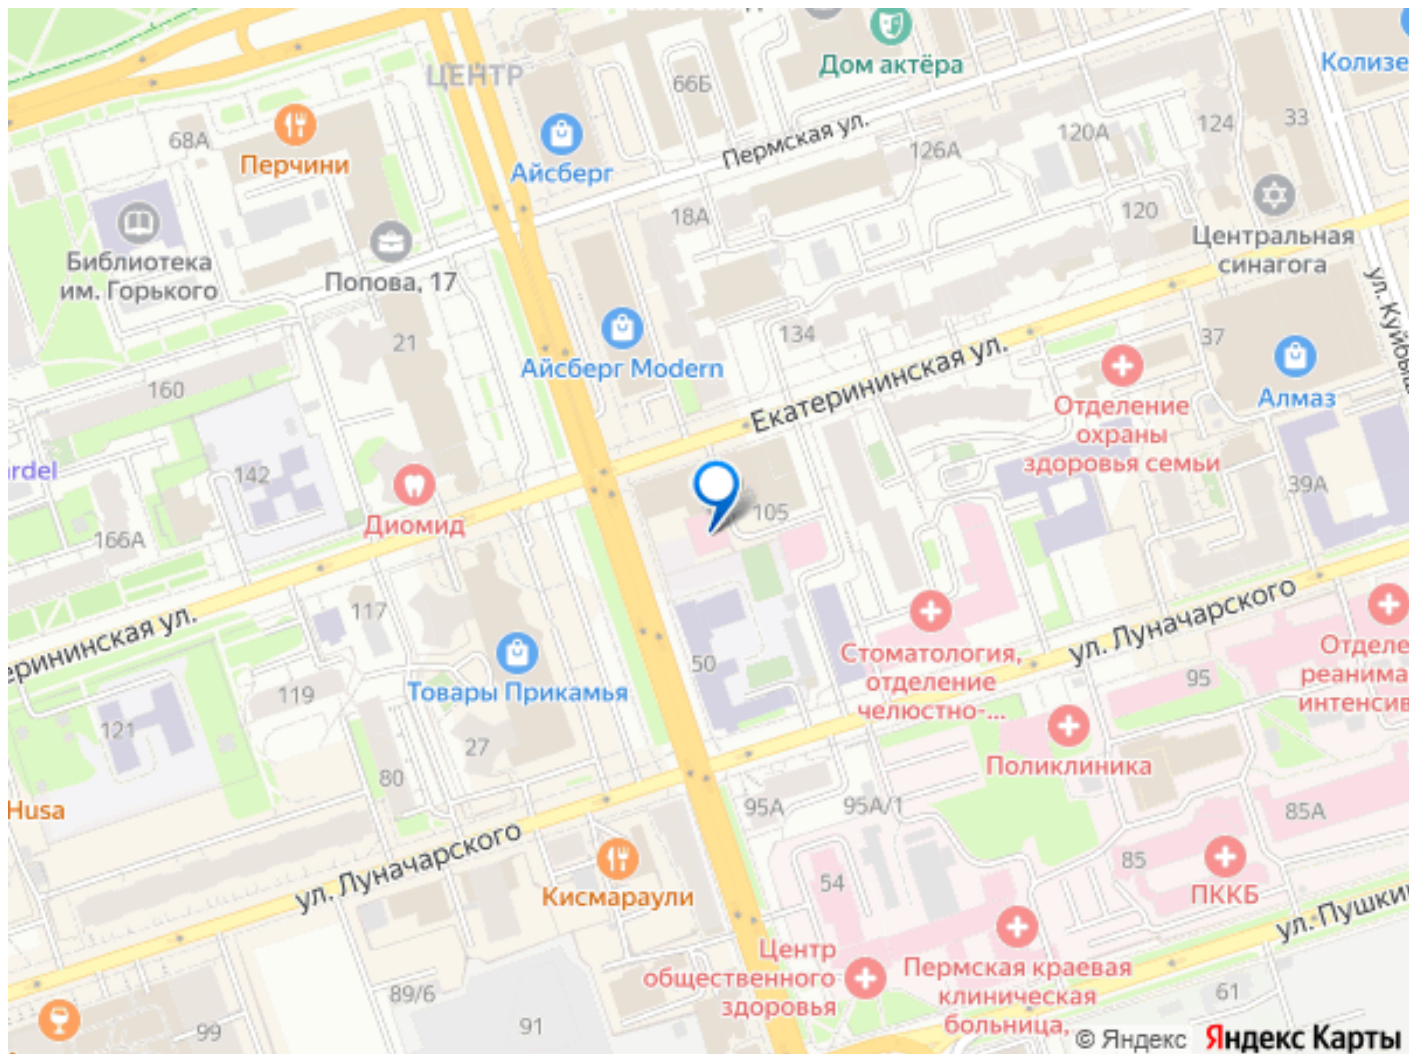 ЦЕНТР
66Б
Дом актёра
Колизе
68А
Перчини
Айсберг
Пермская ул.
126А
120А
124
33
Библиотека
им. Горького
Попова, 17
18А
120
Центральная
синагога
ул. Куйбыш
21
Айсберг Modern
134
Екатерининская ул.
37
Алмаз
160
Отделение
охраны
здоровья семьи
ardel
142
Диомид
105
39А
166А
терининская ул.
117
119
121
Товары Прикамья
27
80
50
Стоматология,
отделение
челюстно-...
ул. Луначарского
Отделе
реанима
интенсив
95
Поликлиника
Husa
95А
95А/1
85А
ул. Луначарского
Кисмараули
54
85
ПККБ
ул. Пушки
Центр
общественного
здоровья
Пермская краевая
клиническая
больница,
89/6
91
99
61
© Яндекс Яндекс Карты